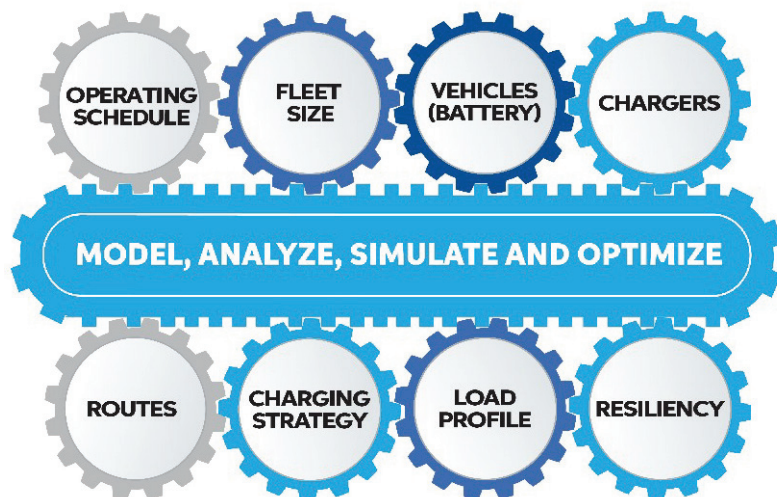 OPERATING
SCHEDULE
FLEET
SIZE
VEHICLES
(BATTERY)
CHARGERS
MODEL, ANALYZE, SIMULATE AND OPTIMIZE
ROUTES
CHARGING
STRATEGY
LOAD
PROFILE
RESILIENCY